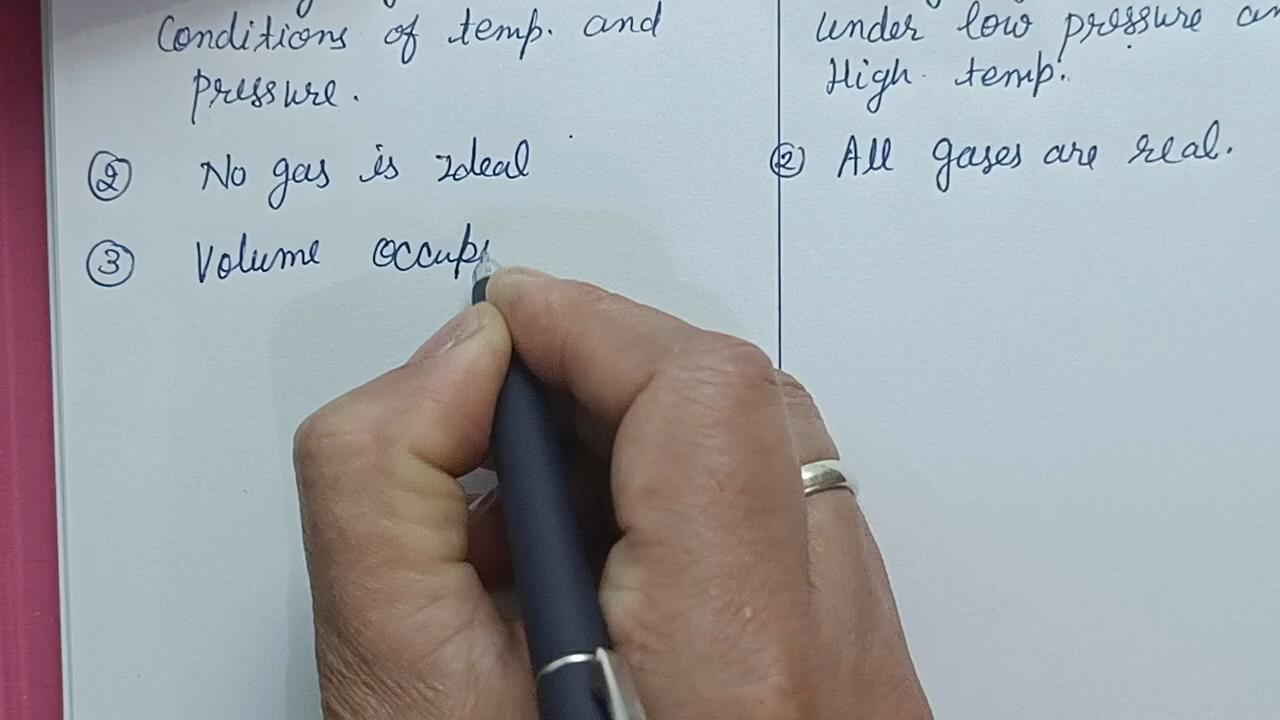 Conditions of temp. and
pressure.
② No gas is Ideal
③ Volume occup
under low pressure
High temp.
② All gases are real.